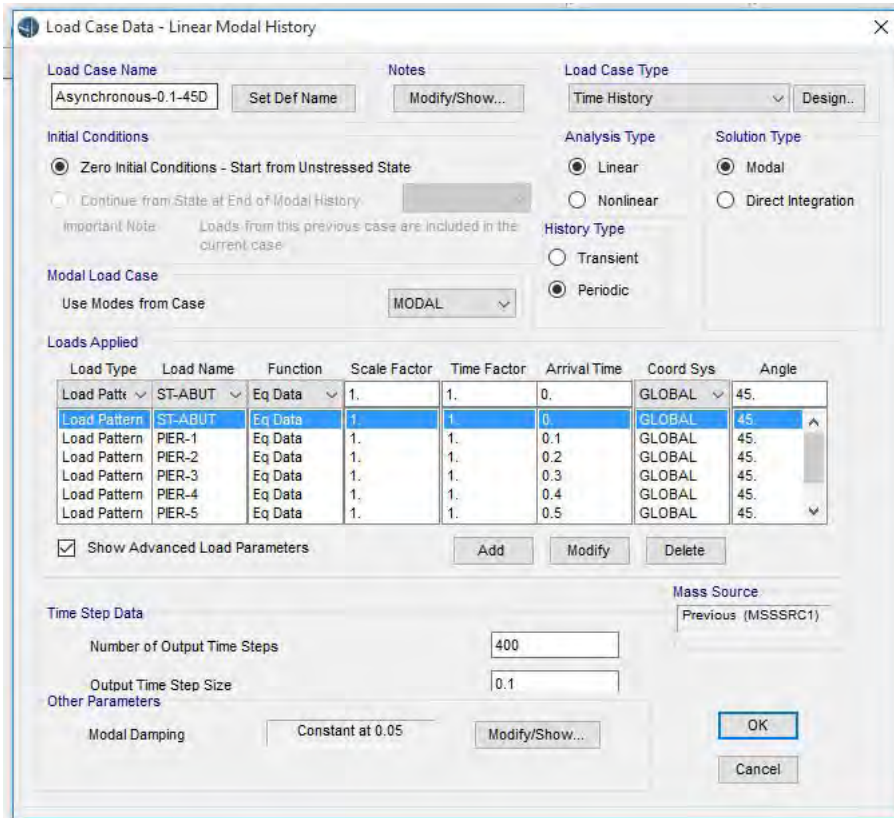 Load Case Data - Linear Modal History
Load Case Name Notes Load Case Type
Asynchronous-0.1-45D Set Def Name Modify/Show... Time History Design..
Initial Conditions Analysis Type Solution Type
Zero Initial Conditions - Start from Unstressed State Linear Modal
Continue from State at End of Modal History Nonlinear Direct Integration
Important Note: Loads from this previous case are included in the
current case
History Type
Transient
Periodic
Modal Load Case
Use Modes from Case MODAL
Loads Applied
Load Type Load Name Function Scale Factor Time Factor Arrival Time Coord Sys Angle
Load Patte ST-ABUT Eq Data 1. 1. 0. GLOBAL 45.
Load Pattern ST-ABUT Eq Data 1. 1. 0. GLOBAL 45.
Load Pattern PIER-1 Eq Data 1. 1. 0.1 GLOBAL 45.
Load Pattern PIER-2 Eq Data 1. 1. 0.2 GLOBAL 45.
Load Pattern PIER-3 Eq Data 1. 1. 0.3 GLOBAL 45.
Load Pattern PIER-4 Eq Data 1. 1. 0.4 GLOBAL 45.
Load Pattern PIER-5 Eq Data 1. 1. 0.5 GLOBAL 45.
Show Advanced Load Parameters Add Modify Delete
Time Step Data Mass Source
Previous (MSSSRC1)
Number of Output Time Steps 400
Output Time Step Size 0.1
Other Parameters
Modal Damping Constant at 0.05 Modify/Show...
OK
Cancel